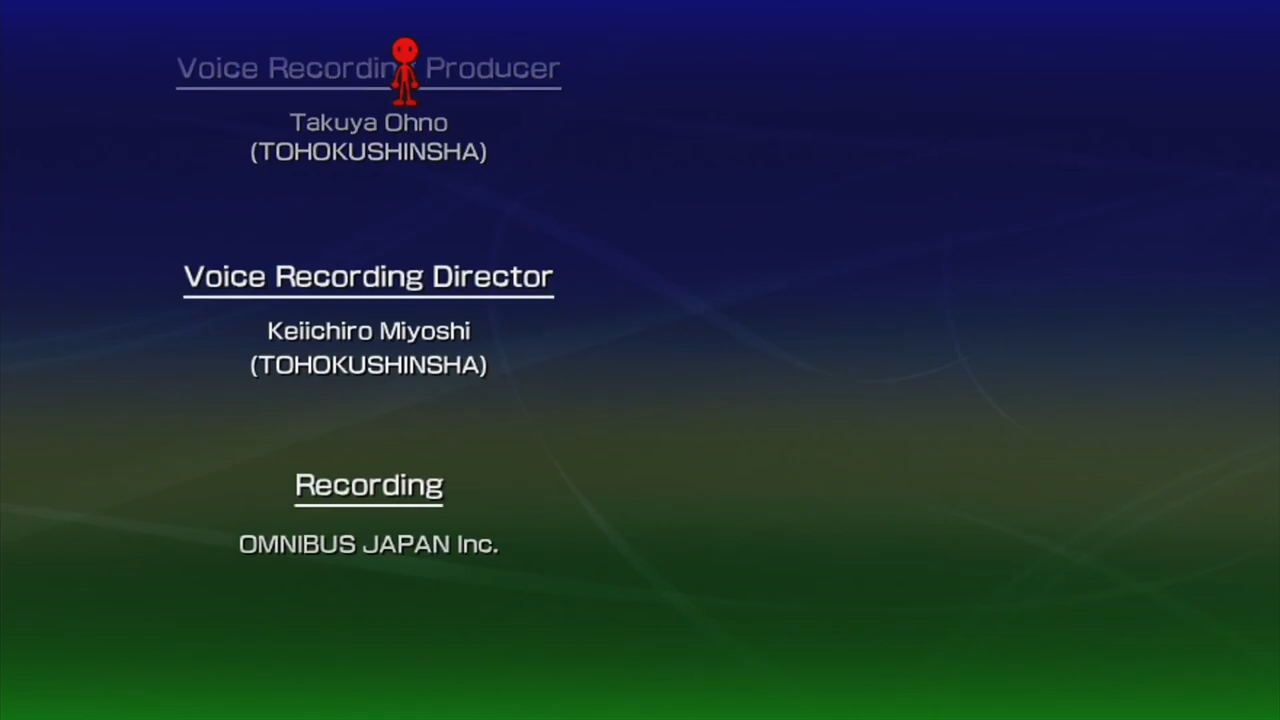 Voice Recording Producer
Takuya Ohno
(TOHOKUSHINSHA)
Voice Recording Director
Keiichiro Miyoshi
(TOHOKUSHINSHA)
Recording
OMNIBUS JAPAN Inc.